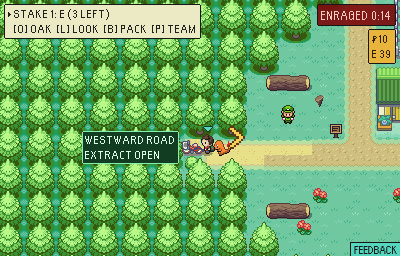 ▸STAKE 1: E (3 LEFT)
[O] OAK [L] LOOK [B] PACK [P] TEAM
ENRAGED 0:14
₽10
E 39
WESTWARD ROAD
EXTRACT OPEN
FEEDBACK